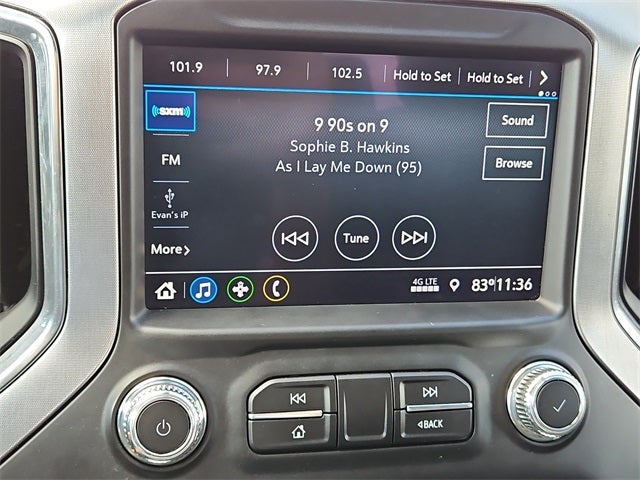 101.9 97.9 102.5 Hold to Set Hold to Set
sxm
9 90s on 9
Sound
Sophie B. Hawkins
FM
As I Lay Me Down (95)
Browse
Evan's iP
Tune
More
4G LTE
83° 11:36
BACK